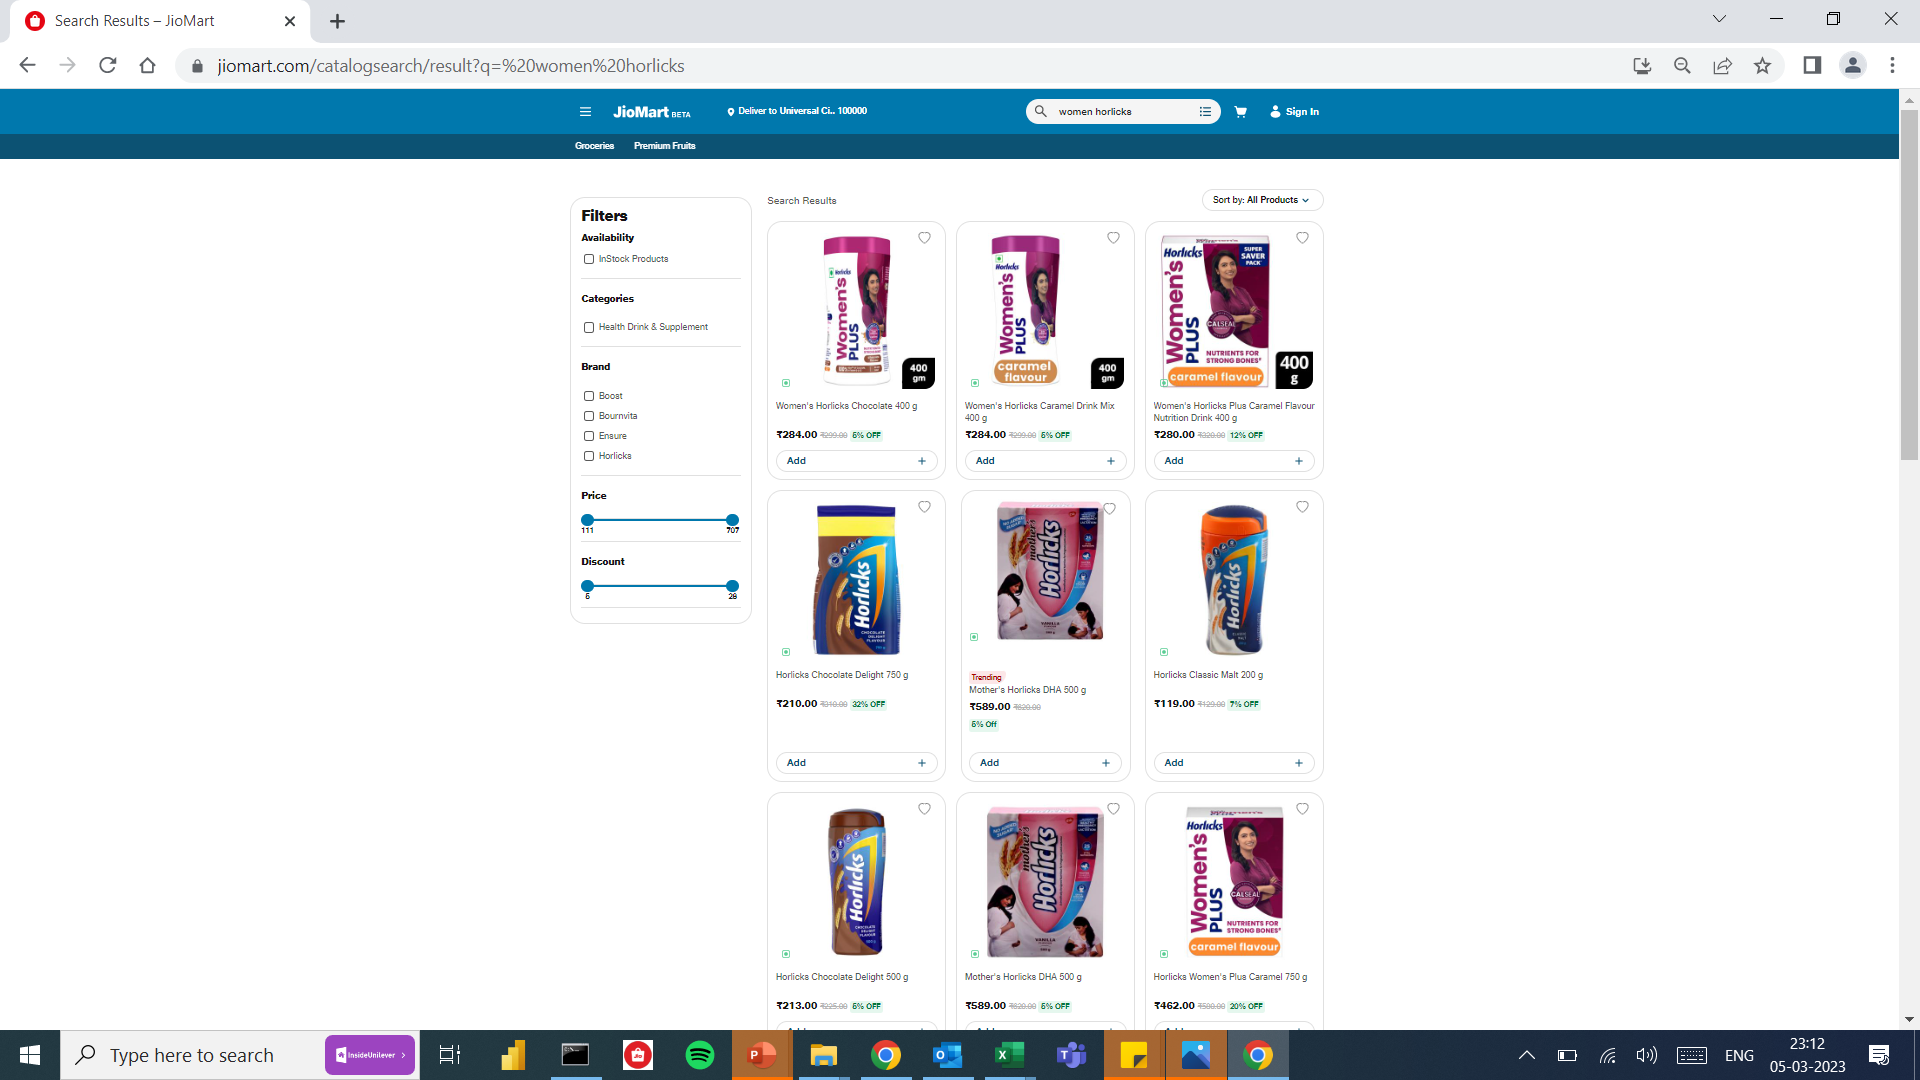 Search Results – JioMart
jiomart.com/catalogsearch/result?q=%20women%20horlicks
JioMart BETA
Deliver to Universal Ci.. 100000
women horlicks
Sign In
Groceries
Premium Fruits
Filters
Availability
InStock Products
Categories
Health Drink & Supplement
Brand
Boost
Bournvita
Ensure
Horlicks
Price
111
707
Discount
5
28
Search Results
Sort by: All Products
Horlicks
Women's
PLUS
400
gm
Women's Horlicks Chocolate 400 g
₹284.00 ₹299.00 5% OFF
Add +
Horlicks
Women's
PLUS
caramel
flavour
400
gm
Women's Horlicks Caramel Drink Mix
400 g
₹284.00 ₹299.00 5% OFF
Add +
Horlicks
SUPER
SAVER
PACK
Women's
PLUS
CALSEAL
NUTRIENTS FOR
STRONG BONES
caramel flavour
400
g
Women's Horlicks Plus Caramel Flavour
Nutrition Drink 400 g
₹280.00 ₹320.00 12% OFF
Add +
Horlicks
CHOCOLATE
DELIGHT
FLAVOUR
Horlicks Chocolate Delight 750 g
₹210.00 ₹310.00 32% OFF
Add +
mother's
Horlicks
VANILLA
Trending
Mother's Horlicks DHA 500 g
₹589.00 ₹620.00
5% Off
Add +
Horlicks
Horlicks Classic Malt 200 g
₹119.00 ₹129.00 7% OFF
Add +
Horlicks
CHOCOLATE
DELIGHT
FLAVOUR
Horlicks Chocolate Delight 500 g
₹213.00 ₹225.00 5% OFF
mother's
Horlicks
VANILLA
Mother's Horlicks DHA 500 g
₹589.00 ₹620.00 5% OFF
Horlicks
Women's
PLUS
CALSEAL
NUTRIENTS FOR
STRONG BONES
caramel flavour
Horlicks Women's Plus Caramel 750 g
₹462.00 ₹580.00 20% OFF
Type here to search
InsideUnilever
ENG
23:12
05-03-2023